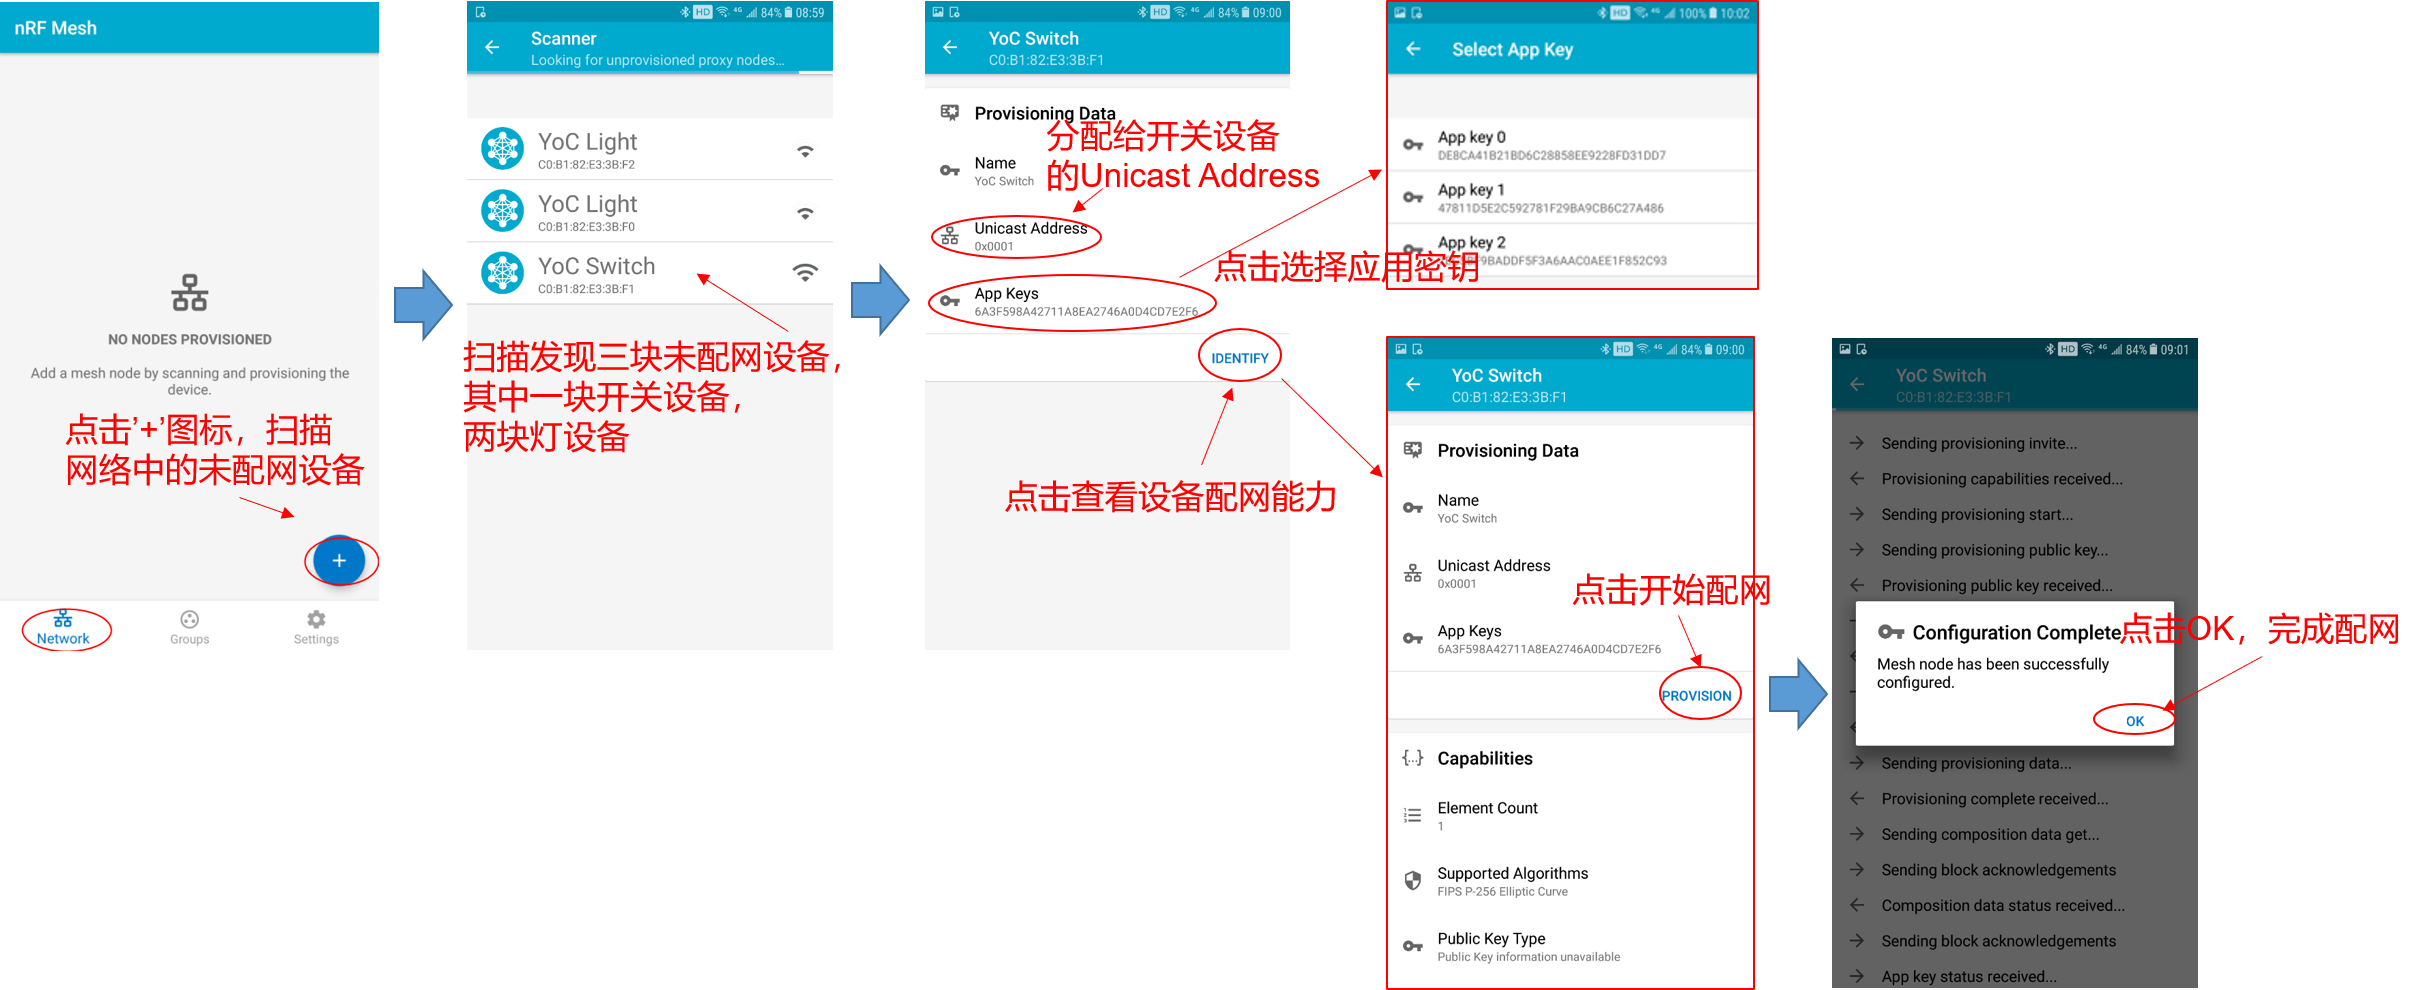 nRF Mesh
NO NODES PROVISIONED
Add a mesh node by scanning and provisioning the
device.
点击'+'图标，扫描
网络中的未配网设备
+
Network
Groups
Settings
HD 4G 84% 08:59
Scanner
Looking for unprovisioned proxy nodes...
YoC Light
C0:B1:82:E3:3B:F2
YoC Light
C0:B1:82:E3:3B:F0
YoC Switch
C0:B1:82:E3:3B:F1
扫描发现三块未配网设备，
其中一块开关设备，
两块灯设备
HD 4G 84% 09:00
YoC Switch
C0:B1:82:E3:3B:F1
Provisioning Data
分配给开关设备
的Unicast Address
Name
YoC Switch
Unicast Address
0x0001
点击选择应用密钥
App Keys
6A3F598A42711A8EA2746A0D4CD7E2F6
IDENTIFY
点击查看设备配网能力
HD 4G 100% 10:02
Select App Key
App key 0
DE8CA41B21BD6C28858EE9228FD31DD7
App key 1
47811D5E2C592781F29BA9CB6C27A486
App key 2
HD 4G 84% 09:00
YoC Switch
C0:B1:82:E3:3B:F1
Provisioning Data
Name
YoC Switch
Unicast Address
0x0001
点击开始配网
App Keys
6A3F598A42711A8EA2746A0D4CD7E2F6
PROVISION
{...} Capabilities
Element Count
1
Supported Algorithms
FIPS P-256 Elliptic Curve
Public Key Type
Public Key information unavailable
HD 4G 84% 09:01
YoC Switch
C0:B1:82:E3:3B:F1
Sending provisioning invite...
Provisioning capabilities received...
Sending provisioning start...
Sending provisioning public key...
Provisioning public key received...
Configuration Complete
点击OK，完成配网
Mesh node has been successfully
configured.
OK
Sending provisioning data...
Provisioning complete received...
Sending composition data get...
Sending block acknowledgements
Composition data status received...
Sending block acknowledgements
App key status received...